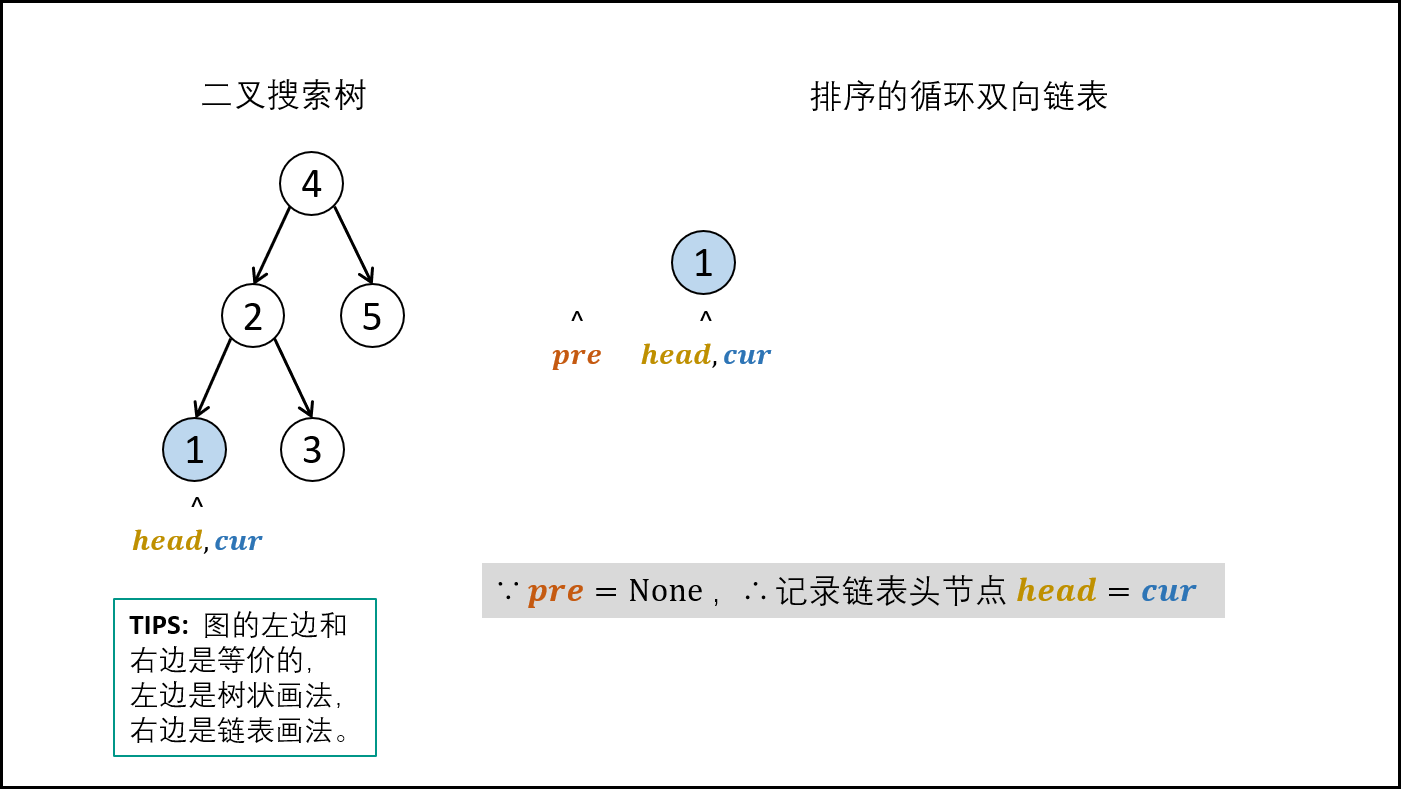 二叉搜索树
排序的循环双向链表
4
2
5
1
3
^
head,cur
1
^
^
pre
head,cur
∵ pre = None， ∴ 记录链表头节点 head = cur
TIPS: 图的左边和
右边是等价的，
左边是树状画法，
右边是链表画法。